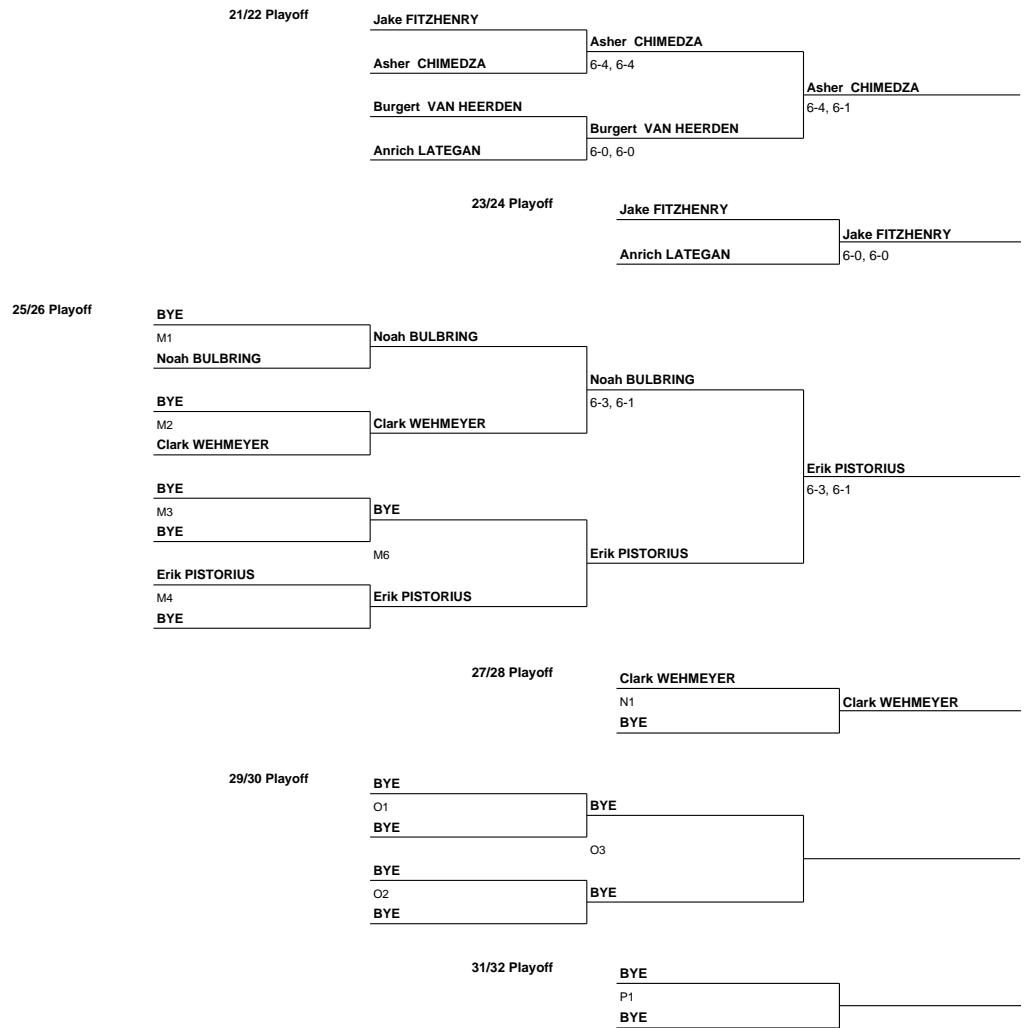 21/22 Playoff
Jake FITZHENRY
Asher CHIMEDZA
Asher CHIMEDZA
6-4, 6-4
Asher CHIMEDZA
6-4, 6-1
Burgert VAN HEERDEN
Burgert VAN HEERDEN
Anrich LATEGAN
6-0, 6-0
23/24 Playoff
Jake FITZHENRY
Jake FITZHENRY
Anrich LATEGAN
6-0, 6-0
25/26 Playoff
BYE
M1
Noah BULBRING
Noah BULBRING
Noah BULBRING
6-3, 6-1
BYE
M2
Clark WEHMEYER
Clark WEHMEYER
Erik PISTORIUS
6-3, 6-1
BYE
M3
BYE
BYE
M6
Erik PISTORIUS
Erik PISTORIUS
M4
Erik PISTORIUS
BYE
27/28 Playoff
Clark WEHMEYER
N1
Clark WEHMEYER
BYE
29/30 Playoff
BYE
O1
BYE
BYE
O3
BYE
O2
BYE
BYE
31/32 Playoff
BYE
P1
BYE